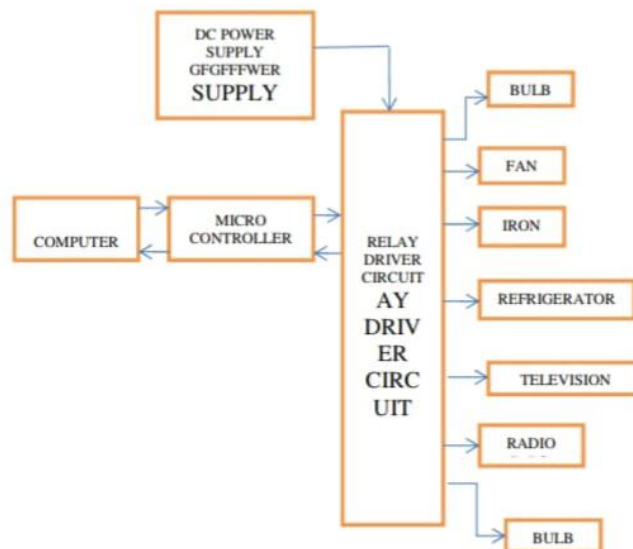 DC POWER
SUPPLY
GFGFFFWER
SUPPLY
BULB
FAN
COMPUTER
MICRO
CONTROLLER
IRON
RELAY
DRIVER
CIRCUIT
AY
DRIV
ER
CIRC
UIT
REFRIGERATOR
TELEVISION
RADIO
BULB